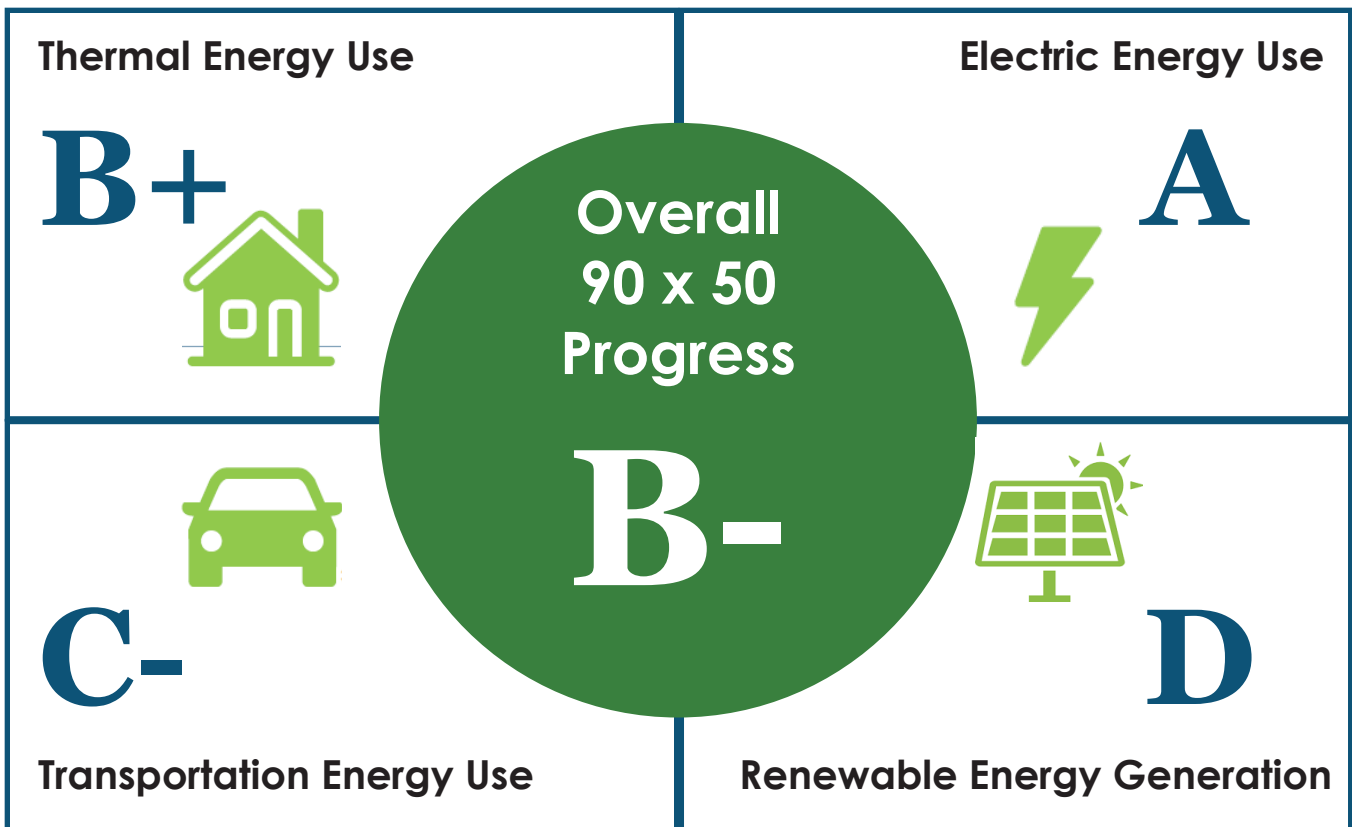 Thermal Energy Use
B+
Electric Energy Use
A
Overall
90 x 50
Progress
B-
C-
Transportation Energy Use
D
Renewable Energy Generation